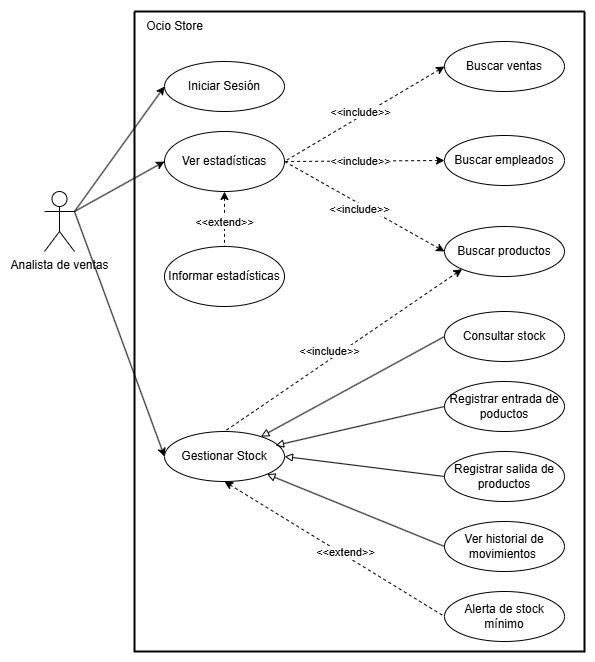 Ocio Store
Iniciar Sesión
Buscar ventas
<<include>>
Ver estadísticas
<<include>>
Buscar empleados
<<include>>
<<extend>>
Analista de ventas
Informar estadísticas
Buscar productos
<<include>>
Consultar stock
Registrar entrada de
poductos
Gestionar Stock
Registrar salida de
productos
Ver historial de
movimientos
<<extend>>
Alerta de stock
mínimo